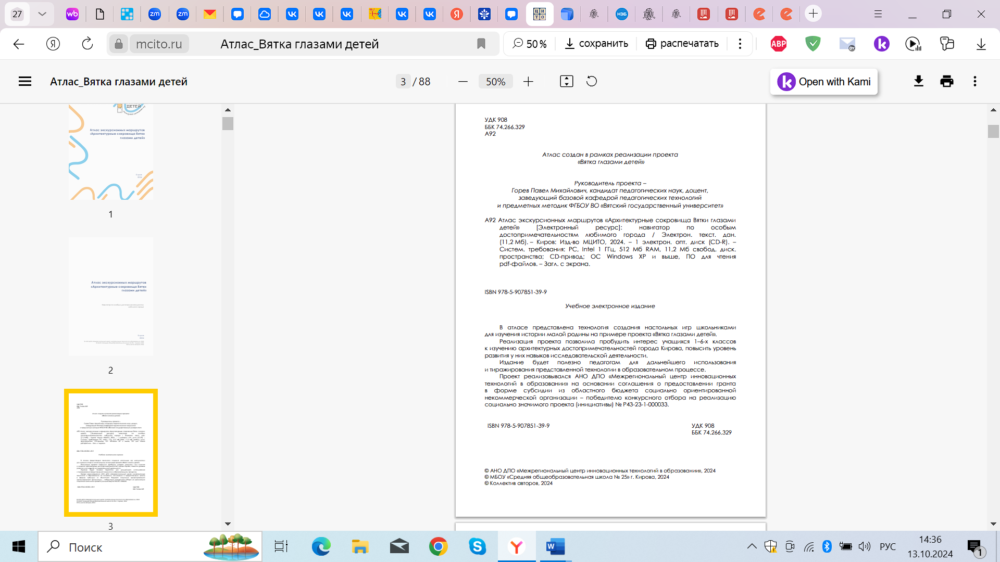 27
mcito.ru
Атлас_Вятка глазами детей
50 %
сохранить
распечатать
Атлас_Вятка глазами детей
3 / 88
50%
Open with Kami
ДЕТЕЙ
Атлас экскурсионных маршрутов
«Архитектурные сокровища Вятки
глазами детей»
1
Атлас экскурсионных маршрутов
«Архитектурные сокровища Вятки
глазами детей»
2
3
УДК 908
ББК 74.266.329
А92
Атлас создан в рамках реализации проекта
«Вятка глазами детей»
Руководитель проекта –
Горев Павел Михайлович, кандидат педагогических наук, доцент,
заведующий базовой кафедрой педагогических технологий
и предметных методик ФГБОУ ВО «Вятский государственный университет»
А92 Атлас экскурсионных маршрутов «Архитектурные сокровища Вятки глазами
детей» [Электронный ресурс]: навигатор по особым
достопримечательностям любимого города / Электрон. текст. дан.
(11,2 Мб). – Киров: Изд-во МЦИТО, 2024. – 1 электрон. опт. диск (CD-R). –
Систем. требования: PC, Intel 1 ГГц, 512 Мб RAM, 11,2 Мб свобод. диск.
пространства; CD-привод; ОС Windows XP и выше, ПО для чтения
pdf-файлов. – Загл. с экрана.
ISBN 978-5-907851-39-9
Учебное электронное издание
В атласе представлена технология создания настольных игр школьниками
для изучения истории малой родины на примере проекта «Вятка глазами детей».
Реализация проекта позволила пробудить интерес учащихся 1–6-х классов
к изучению архитектурных достопримечательностей города Кирова, повысить уровень
развития у них навыков исследовательской деятельности.
Издание будет полезно педагогам для дальнейшего использования
и тиражирования представленной технологии в образовательном процессе.
Проект реализовывался АНО ДПО «Межрегиональный центр инновационных
технологий в образовании» на основании соглашения о предоставлении гранта
в форме субсидии из областного бюджета социально ориентированной
некоммерческой организации – победителю конкурсного отбора на реализацию
социально значимого проекта (инициативы) № Р43-23-1-000033.
ISBN 978-5-907851-39-9
УДК 908
ББК 74.266.329
© АНО ДПО «Межрегиональный центр инновационных технологий в образовании», 2024
© МБОУ «Средняя общеобразовательная школа № 25» г. Кирова, 2024
© Коллектив авторов, 2024
Поиск
РУС
14:36
13.10.2024
1